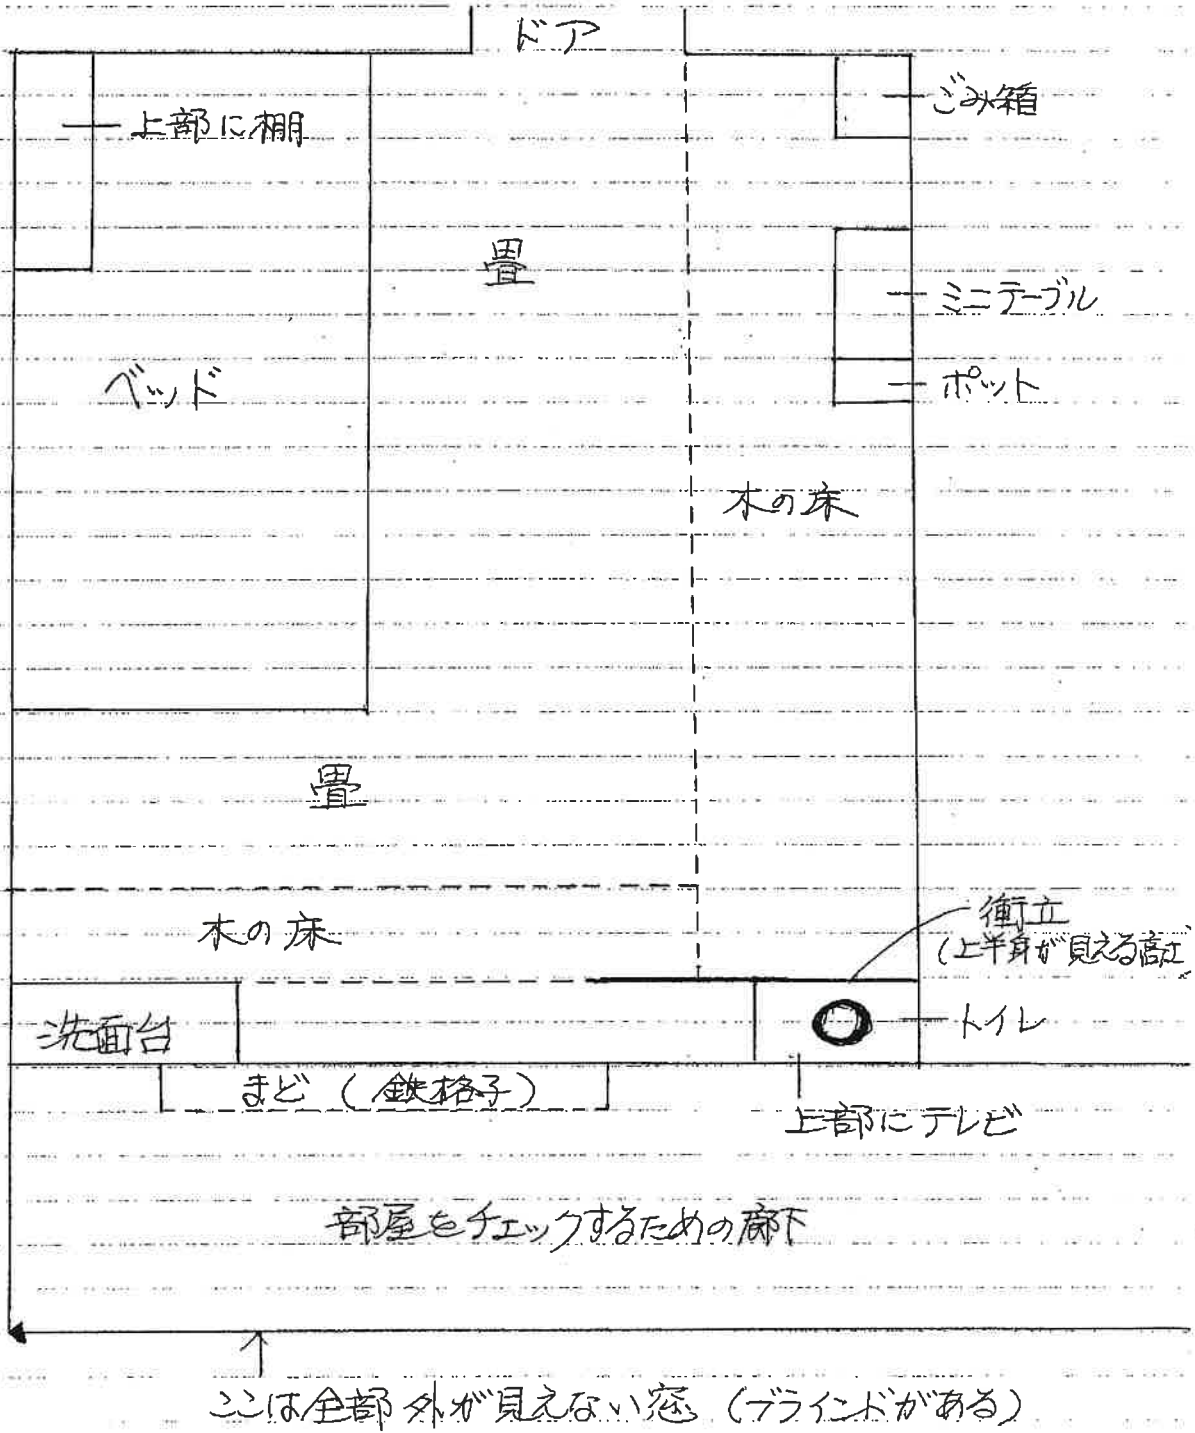 ドア
ごみ箱
上部に棚
畳
ミニテーブル
ベッド
ポット
木の床
畳
木の床
衝立
(上半身が見える高さ
トイレ
洗面台
まど (鉄格子)
上部にテレビ
部屋をチェックするための廊下
ここは全部外が見えない窓 (ブラインドがある)